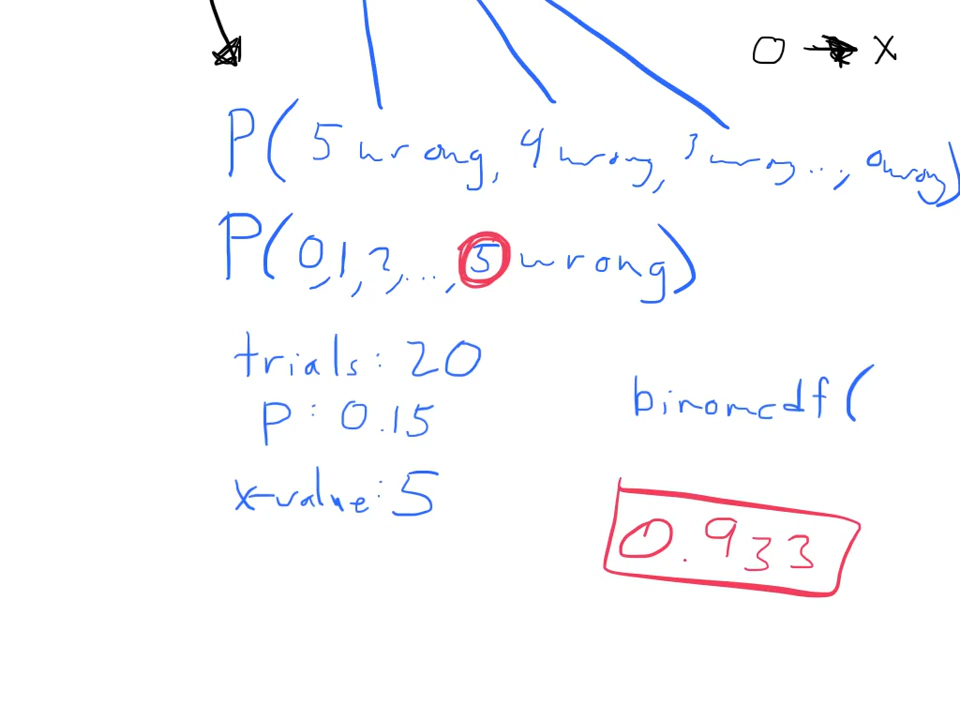 O → X
P(5 wrong, 4 wrong, 3 wrong..., 0 wrong)
P(0,1,2,...,5 wrong)
trials: 20
p: 0.15
x-value: 5
binomcdf(
0.933